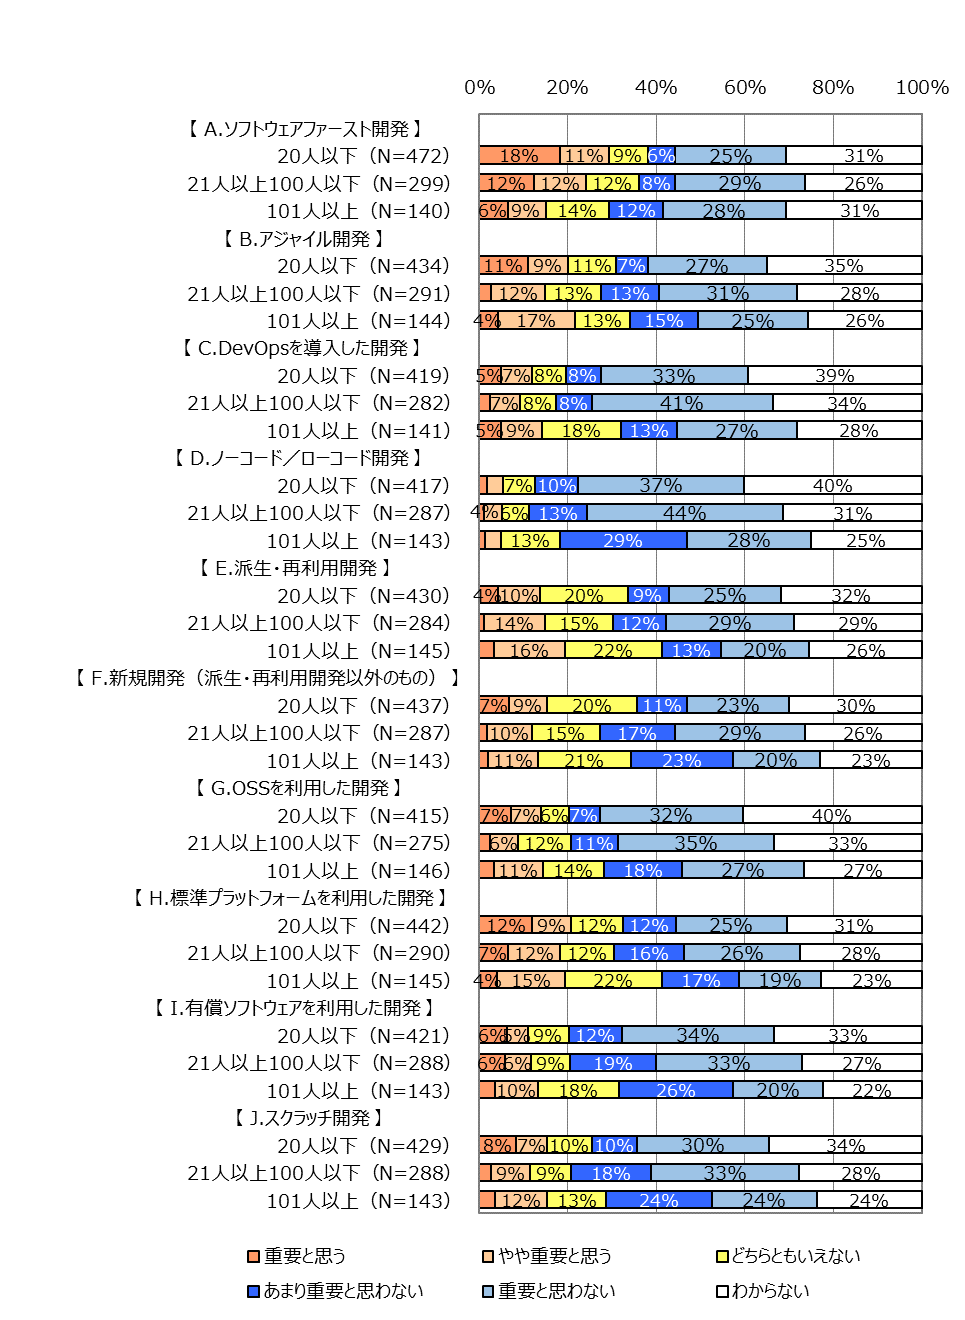 0% 20% 40% 60% 80% 100%
【 A.ソフトウェアファースト開発 】
20人以下（N=472） 18% 11% 9% 6% 25% 31%
21人以上100人以下（N=299） 12% 12% 12% 8% 29% 26%
101人以上（N=140） 6% 9% 14% 12% 28% 31%
【 B.アジャイル開発 】
20人以下（N=434） 11% 9% 11% 7% 27% 35%
21人以上100人以下（N=291） 12% 13% 13% 31% 28%
101人以上（N=144） 4% 17% 13% 15% 25% 26%
【 C.DevOpsを導入した開発 】
20人以下（N=419） 5% 7% 8% 8% 33% 39%
21人以上100人以下（N=282） 7% 8% 8% 41% 34%
101人以上（N=141） 5% 9% 18% 13% 27% 28%
【 D.ノーコード／ローコード開発 】
20人以下（N=417） 7% 10% 37% 40%
21人以上100人以下（N=287） 4% 6% 13% 44% 31%
101人以上（N=143） 13% 29% 28% 25%
【 E.派生・再利用開発 】
20人以下（N=430） 4% 10% 20% 9% 25% 32%
21人以上100人以下（N=284） 14% 15% 12% 29% 29%
101人以上（N=145） 16% 22% 13% 20% 26%
【 F.新規開発（派生・再利用開発以外のもの） 】
20人以下（N=437） 7% 9% 20% 11% 23% 30%
21人以上100人以下（N=287） 10% 15% 17% 29% 26%
101人以上（N=143） 11% 21% 23% 20% 23%
【 G.OSSを利用した開発 】
20人以下（N=415） 7% 7% 6% 7% 32% 40%
21人以上100人以下（N=275） 6% 12% 11% 35% 33%
101人以上（N=146） 11% 14% 18% 27% 27%
【 H.標準プラットフォームを利用した開発 】
20人以下（N=442） 12% 9% 12% 12% 25% 31%
21人以上100人以下（N=290） 7% 12% 12% 16% 26% 28%
101人以上（N=145） 4% 15% 22% 17% 19% 23%
【 I.有償ソフトウェアを利用した開発 】
20人以下（N=421） 6% 5% 9% 12% 34% 33%
21人以上100人以下（N=288） 6% 6% 9% 19% 33% 27%
101人以上（N=143） 10% 18% 26% 20% 22%
【 J.スクラッチ開発 】
20人以下（N=429） 8% 7% 10% 10% 30% 34%
21人以上100人以下（N=288） 9% 9% 18% 33% 28%
101人以上（N=143） 12% 13% 24% 24% 24%
重要と思う やや重要と思う どちらともいえない
あまり重要と思わない 重要と思わない わからない